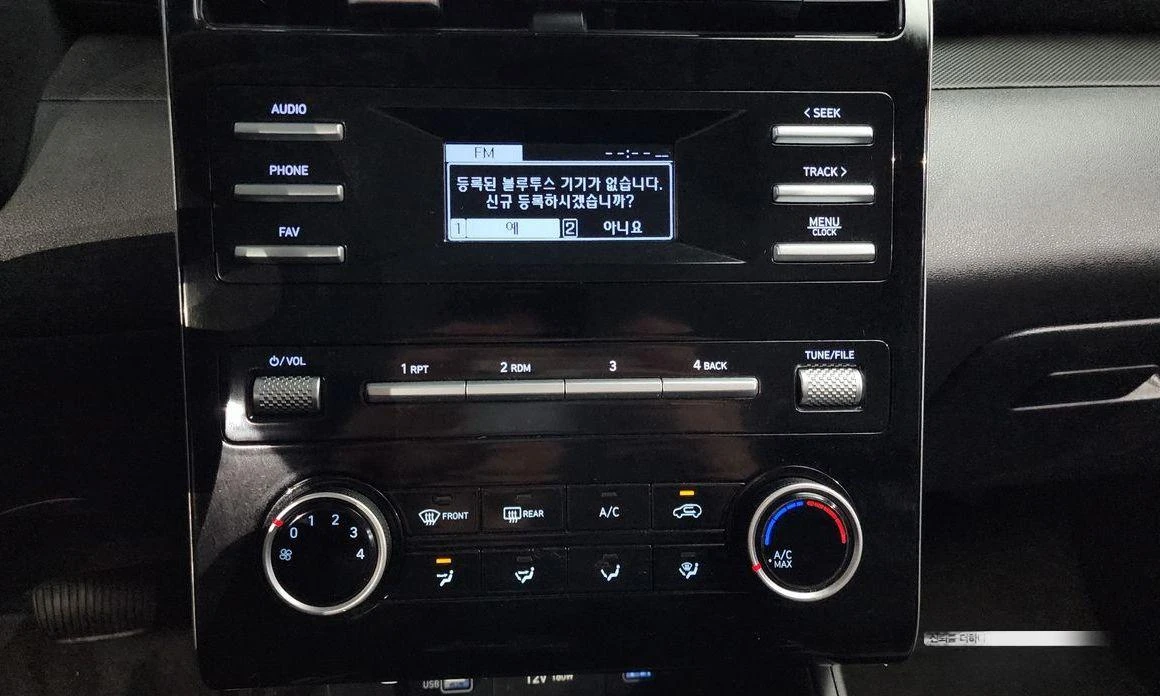 AUDIO
PHONE
FAV
FM --:-- __
등록된 블루투스 기기가 없습니다.
신규 등록하시겠습니까?
1 예 2 아니요
< SEEK
TRACK >
MENU
CLOCK
/VOL
1 RPT
2 RDM
3
4 BACK
TUNE/FILE
0 1 2 3 4
FRONT
REAR
A/C
A/C
MAX
USB
12V 180W